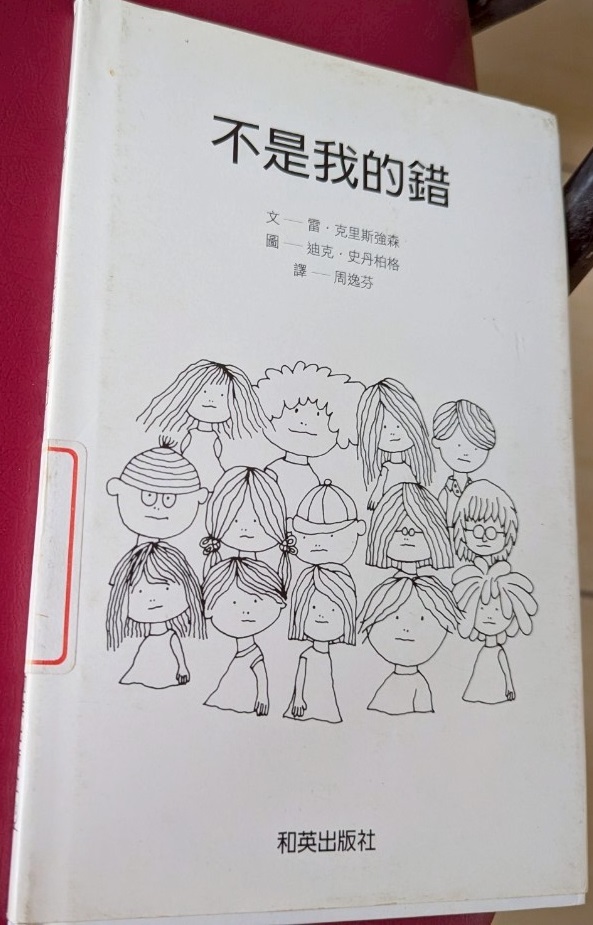 不是我的錯
文 — 雷・克里斯強森
圖 — 迪克・史丹柏格
譯 — 周逸芬
和英出版社